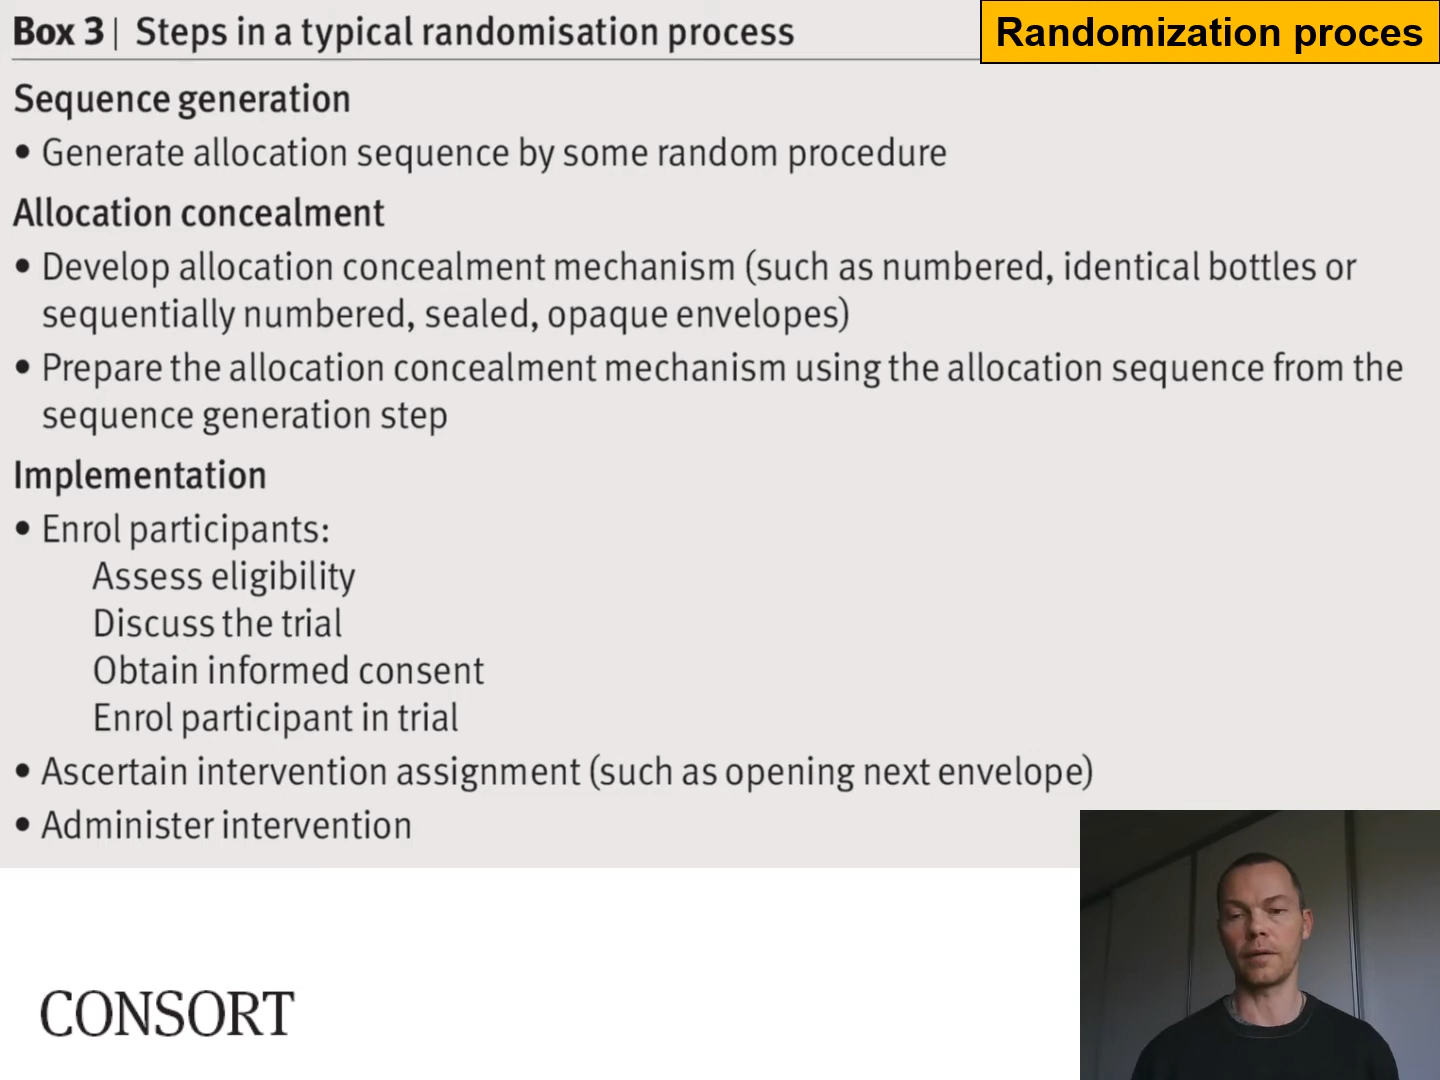 Box 3 | Steps in a typical randomisation process
Randomization proces
Sequence generation
• Generate allocation sequence by some random procedure
Allocation concealment
• Develop allocation concealment mechanism (such as numbered, identical bottles or
sequentially numbered, sealed, opaque envelopes)
• Prepare the allocation concealment mechanism using the allocation sequence from the
sequence generation step
Implementation
• Enrol participants:
Assess eligibility
Discuss the trial
Obtain informed consent
Enrol participant in trial
• Ascertain intervention assignment (such as opening next envelope)
• Administer intervention
CONSORT